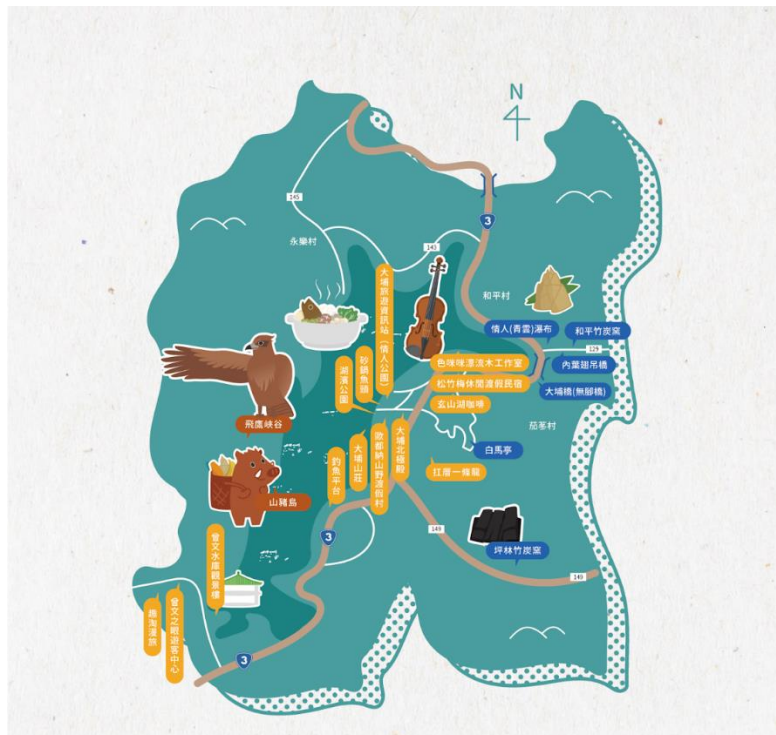 N
145
3
永樂村
143
和平村
大埔旅遊資訊站(情人公園)
砂鍋魚頭
湖濱公園
情人(青雲)瀑布
和平竹炭窯
129
色咪咪漂流木工作室
內葉翅吊橋
松竹梅休閒渡假民宿
大埔橋(無腳橋)
玄山湖咖啡
茄苳村
飛鷹峽谷
白馬亭
大埔北極殿
歐都納山野渡假村
大埔山莊
釣魚平台
扛厝一條龍
山豬島
曾文水庫觀景樓
3
149
坪林竹炭窯
149
曾文之眼遊客中心
趣淘漫旅
3